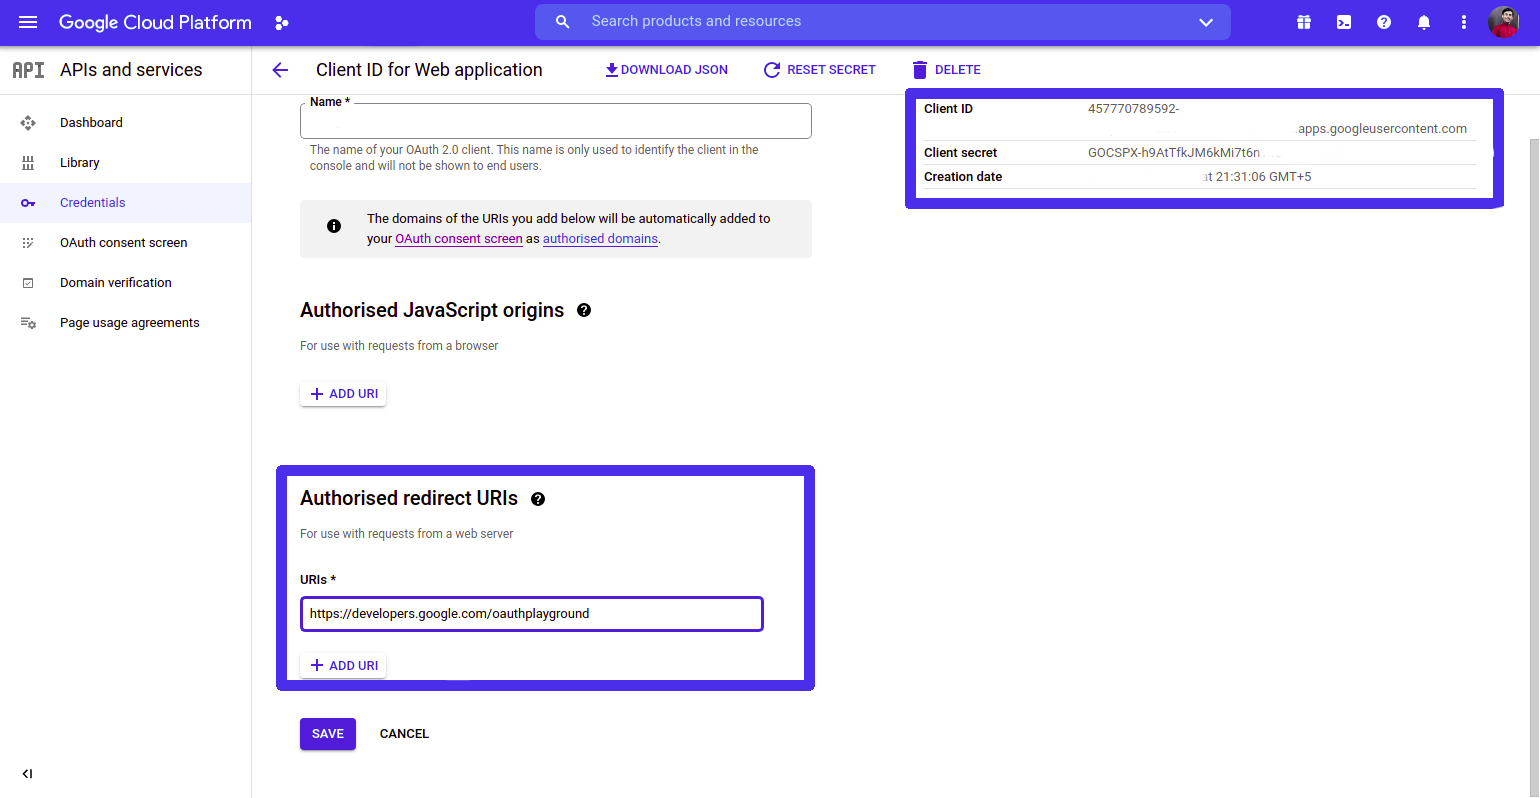 Google Cloud Platform
Search products and resources
API APIs and services
Client ID for Web application
DOWNLOAD JSON
RESET SECRET
DELETE
Dashboard
Library
Credentials
OAuth consent screen
Domain verification
Page usage agreements
Name *
The name of your OAuth 2.0 client. This name is only used to identify the client in the
console and will not be shown to end users.
The domains of the URIs you add below will be automatically added to
your OAuth consent screen as authorised domains.
Authorised JavaScript origins
For use with requests from a browser
ADD URI
Authorised redirect URIs
For use with requests from a web server
URIs *
https://developers.google.com/oauthplayground
ADD URI
SAVE
CANCEL
Client ID 457770789592-
.apps.googleusercontent.com
Client secret GOCSPX-h9AtTfkJM6kMi7t6n
Creation date at 21:31:06 GMT+5